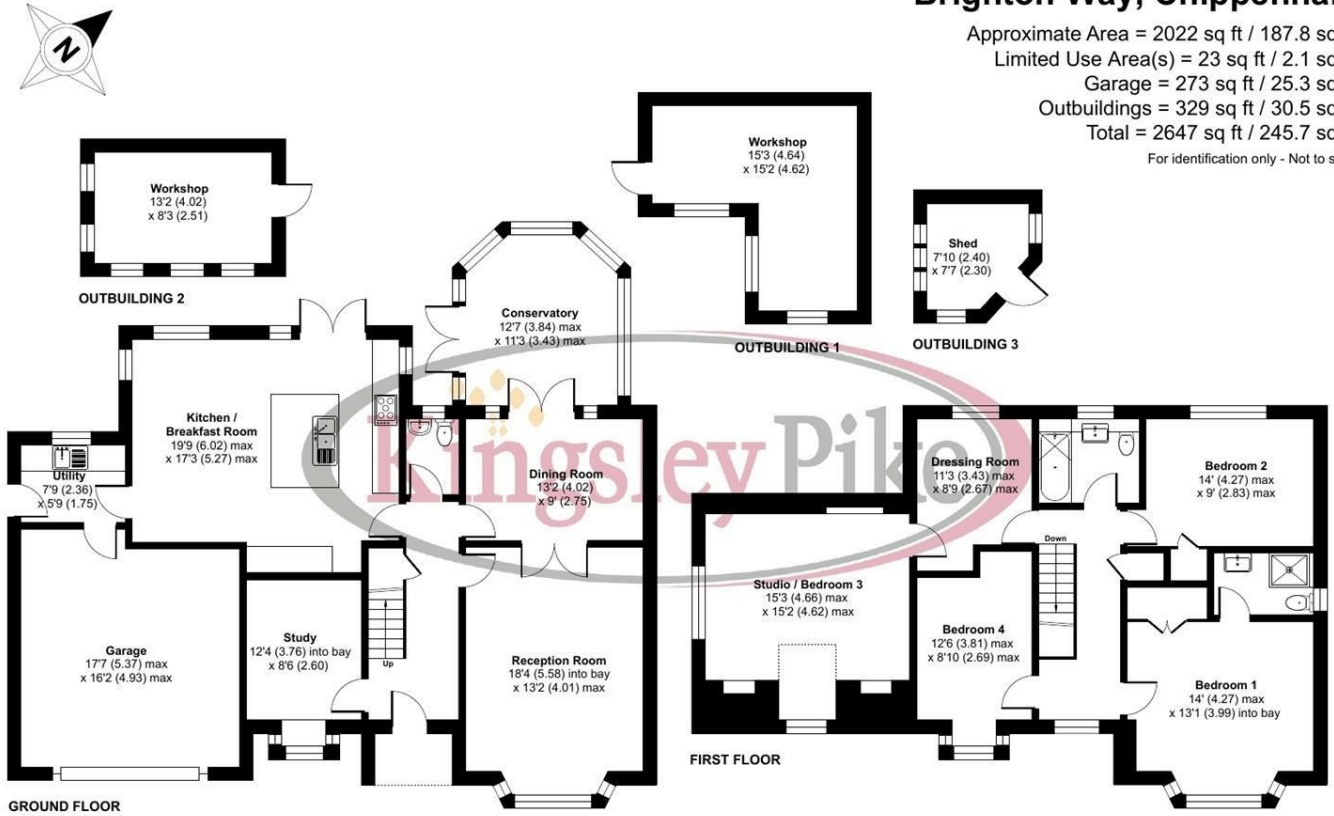 Brighton Way, Chippenha
Approximate Area = 2022 sq ft / 187.8 sq
Limited Use Area(s) = 23 sq ft / 2.1 sq
Garage = 273 sq ft / 25.3 sq
Outbuildings = 329 sq ft / 30.5 sq
Total = 2647 sq ft / 245.7 sq
For identification only - Not to s
N
Workshop
13'2 (4.02)
x 8'3 (2.51)
OUTBUILDING 2
Workshop
15'3 (4.64)
x 15'2 (4.62)
OUTBUILDING 1
Shed
7'10 (2.40)
x 7'7 (2.30)
OUTBUILDING 3
Conservatory
12'7 (3.84) max
x 11'3 (3.43) max
Kitchen /
Breakfast Room
19'9 (6.02) max
x 17'3 (5.27) max
Utility
7'9 (2.36)
x 5'9 (1.75)
Dining Room
13'2 (4.02)
x 9' (2.75)
Kingsley Pike
Garage
17'7 (5.37) max
x 16'2 (4.93) max
Study
12'4 (3.76) into bay
x 8'6 (2.60)
Up
Reception Room
18'4 (5.58) into bay
x 13'2 (4.01) max
GROUND FLOOR
Dressing Room
11'3 (3.43) max
x 8'9 (2.67) max
Bedroom 2
14' (4.27) max
x 9' (2.83) max
Down
Studio / Bedroom 3
15'3 (4.66) max
x 15'2 (4.62) max
Bedroom 4
12'6 (3.81) max
x 8'10 (2.69) max
Bedroom 1
14' (4.27) max
x 13'1 (3.99) into bay
FIRST FLOOR